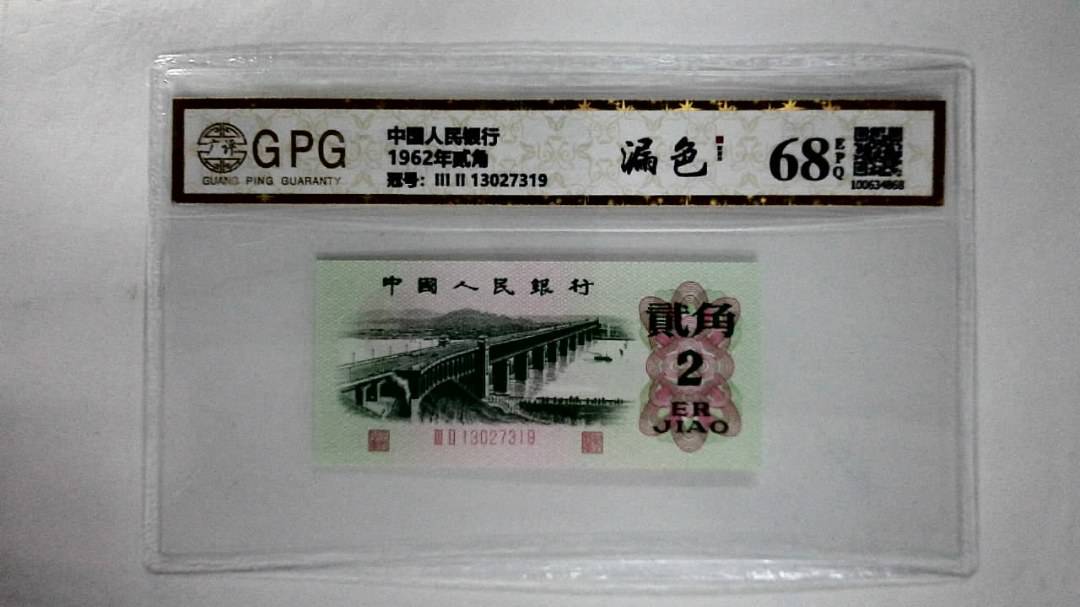 广评
GPG
GUANG PING GUARANTY
中国人民银行
1962年贰角
冠号：III II 13027319
漏色
68
EPQ
100634868
中國人民銀行
貳角
2
ER
JIAO
III II 13027319